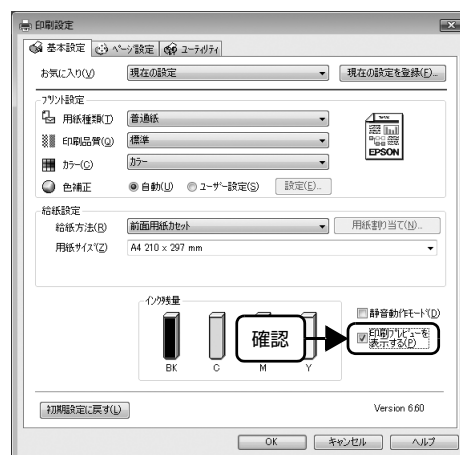 印刷設定
基本設定 ページ設定 ユーティリティ
お気に入り(V) 現在の設定 現在の設定を登録(F)...
プリント設定
用紙種類(T) 普通紙
印刷品質(Q) 標準
カラー(C) カラー
EPSON
色補正 自動(U) ユーザー設定(S) 設定(E)...
給紙設定
給紙方法(R) 前面用紙カセット 用紙割り当て(N)...
用紙サイズ(Z) A4 210 x 297 mm
インク残量
静音動作モード(D)
確認
印刷プレビューを
表示する(P)
BK C M Y
初期設定に戻す(L) Version 6.60
OK キャンセル ヘルプ